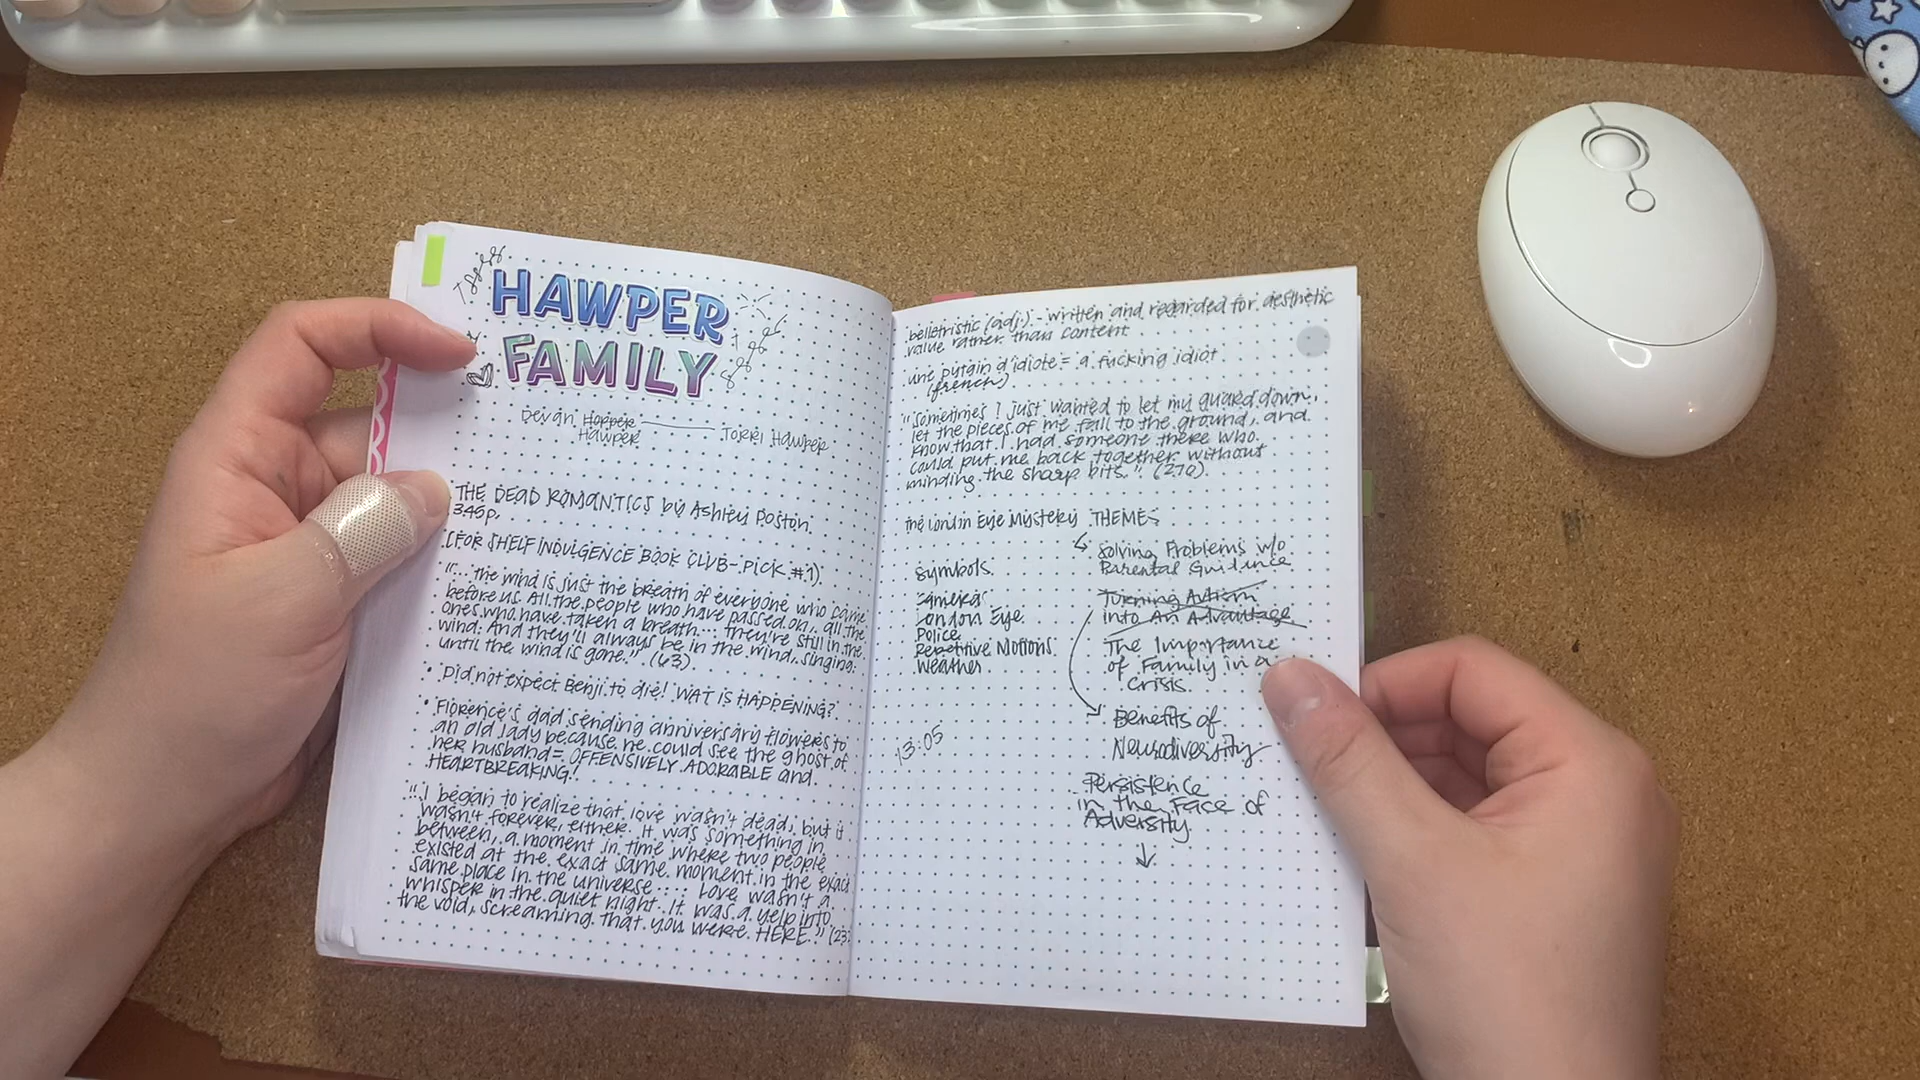 HAWPER
FAMILY
Devan Hopper
Hawper
Torri Hawper
THE DEAD ROMANTICS by Ashley Poston
(FOR SHELF INDULGENCE BOOK CLUB - PICK #1)
"... the wind is just the breath of everyone who came
before us. All the people who have passed on, all the
ones who have taken a breath... they're still in the
wind. And they'll always be in the wind, singing.
until the wind is gone." (63)
• Did not expect Benji to die! WAT IS HAPPENING?
• Florence's dad sending anniversary flowers to
an old lady because he could see the ghost of
her husband = OFFENSIVELY ADORABLE and
HEARTBREAKING!
"I began to realize that love wasn't dead, but it
wasn't forever, either. It was something in
between, a moment in time where two people
existed at the exact same moment in the exact
same place in the universe.... Love wasn't a
whisper in the quiet night. It was a yelp into
the void, screaming that you were HERE." (23
belletristic (adj) - written and regarded for aesthetic
value rather than content
une putain d'idiote = a fucking idiot
(french)
"Sometimes I just wanted to let my guard down,
let the pieces of me fall to the ground, and
know that I had someone there who
could put me back together without
minding the sharp bits." (270)
The London Eye Mystery THEMES
Symbols
Camera
London Eye
Police
Repetitive Motions
Weather
Solving Problems w/o
Parental Guidance
Turning Autism
into An Advantage
The Importance
of Family in a
Crisis
Benefits of
Neurodiversity
Persistence
in the Face of
Adversity
13:05